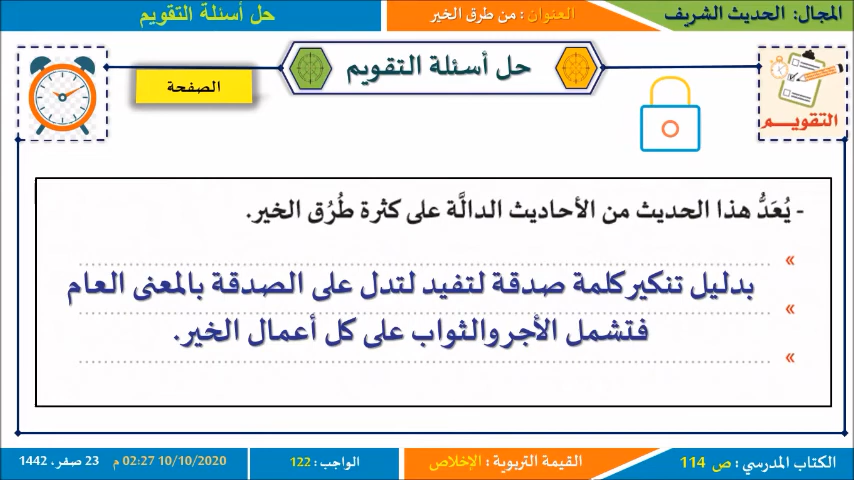 المجال: الحديث الشريف
العنوان : من طرق الخير
حل أسئلة التقويم
حل أسئلة التقويم
الصفحة
التقويـم
- يُعَدُّ هذا الحديث من الأحاديث الدالَّة على كثرة طُرُق الخير.
بدليل تنكير كلمة صدقة لتفيد لتدل على الصدقة بالمعنى العام
فتشمل الأجر والثواب على كل أعمال الخير.
الكتاب المدرسي : ص 114
القيمة التربوية : الإخلاص
الواجب : 122
10/10/2020 02:27 م
23 صفر، 1442